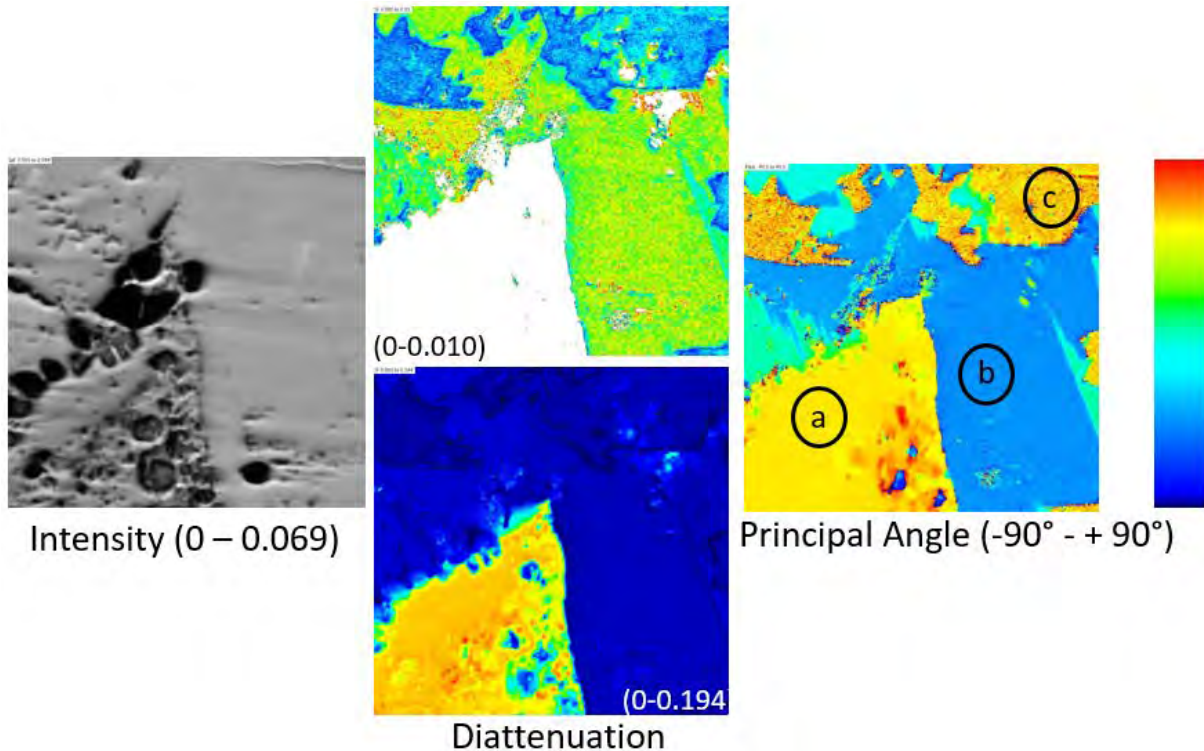 (0-0.010)
c
b
a
Intensity (0 – 0.069)
(0-0.194)
Principal Angle (-90° - + 90°)
Diattenuation